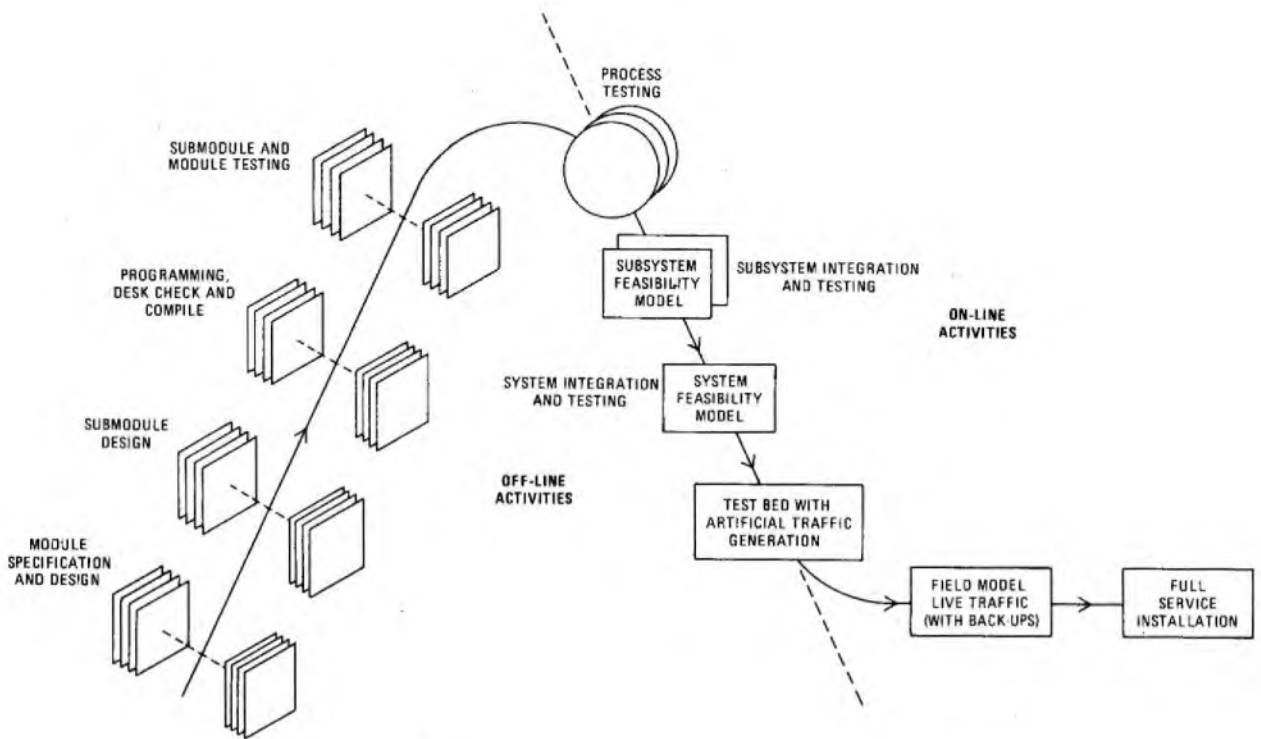 PROCESS
TESTING
SUBMODULE AND
MODULE TESTING
SUBSYSTEM
FEASIBILITY
MODEL
SUBSYSTEM INTEGRATION
AND TESTING
PROGRAMMING,
DESK CHECK AND
COMPILE
ON-LINE
ACTIVITIES
SYSTEM INTEGRATION
AND TESTING
SYSTEM
FEASIBILITY
MODEL
SUBMODULE
DESIGN
OFF-LINE
ACTIVITIES
TEST BED WITH
ARTIFICIAL TRAFFIC
GENERATION
MODULE
SPECIFICATION
AND DESIGN
FIELD MODEL
LIVE TRAFFIC
(WITH BACK-UPS)
FULL
SERVICE
INSTALLATION